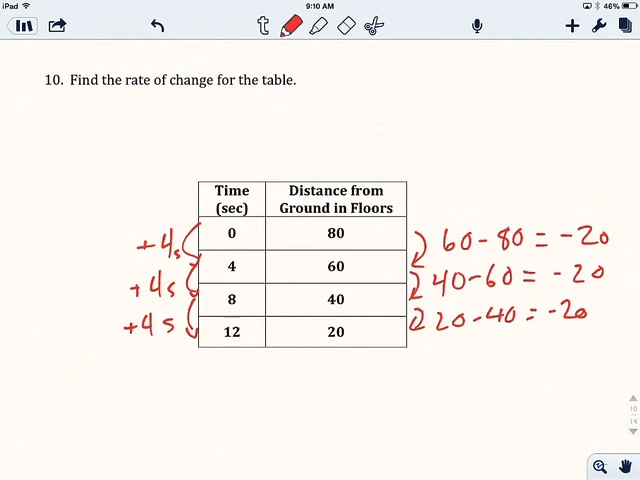 iPad 9:10 AM 46%
t
10. Find the rate of change for the table.
Time (sec) Distance from Ground in Floors
0 80
4 60
8 40
12 20
+4s
+4s
+4s
60-80 = -20
40-60 = -20
20-40 = -20
10
14